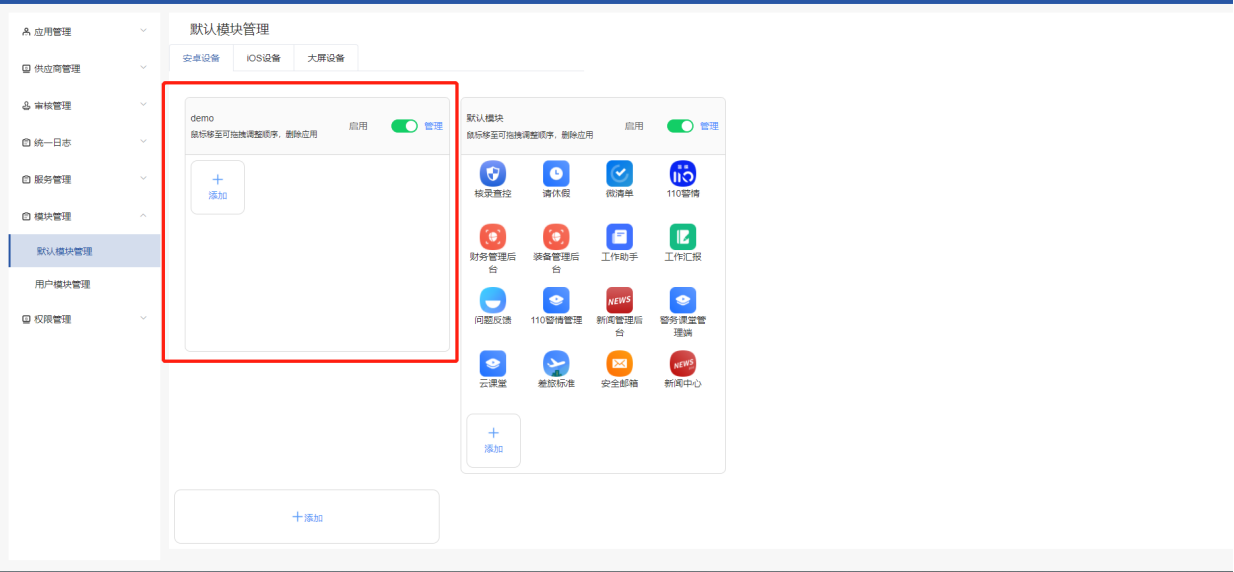 应用管理
供应商管理
审核管理
统一日志
服务管理
模块管理
默认模块管理
用户模块管理
权限管理
默认模块管理
安卓设备 iOS设备 大屏设备
demo
鼠标移至可拖拽调整顺序，删除应用
启用 管理
添加
默认模块
鼠标移至可拖拽调整顺序，删除应用
启用 管理
核录查控 请休假 微清单 110警情
财务管理后台 装备管理后台 工作助手 工作汇报
NEWS
问题反馈 110警情管理 新闻管理后台 警务课堂管理端
NEWS
云课堂 差旅标准 安全邮箱 新闻中心
添加
添加